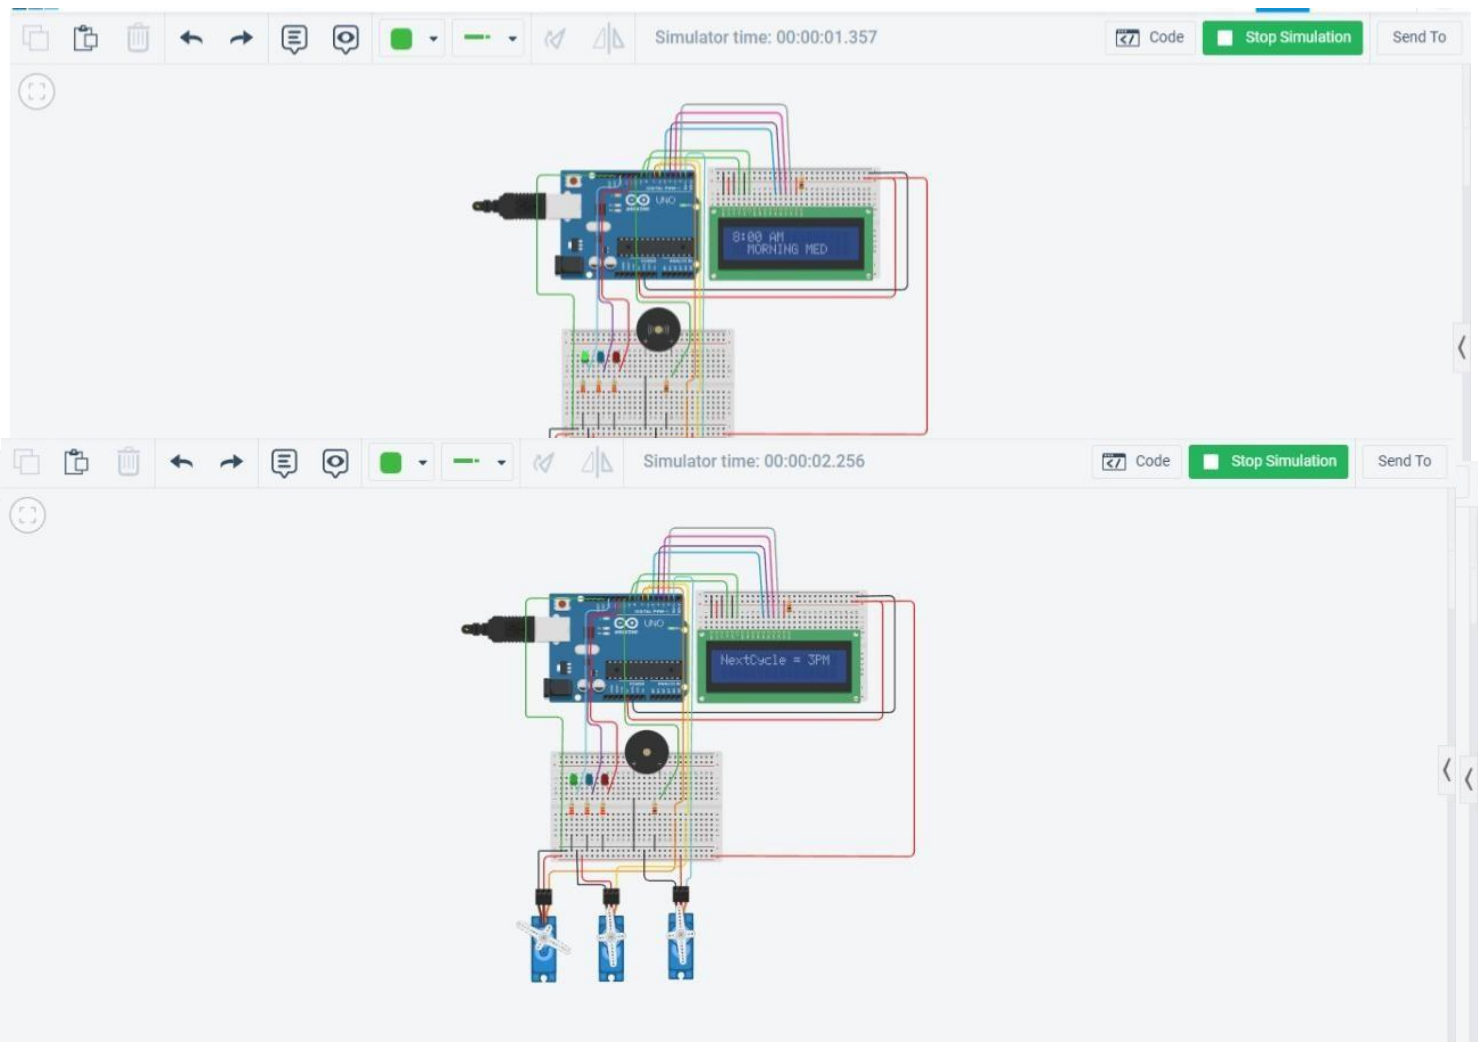 Simulator time: 00:00:01.357
Code
Stop Simulation
Send To
UNO
8:00 AM
MORNING MED
Simulator time: 00:00:02.256
Code
Stop Simulation
Send To
UNO
NextCycle = 3PM